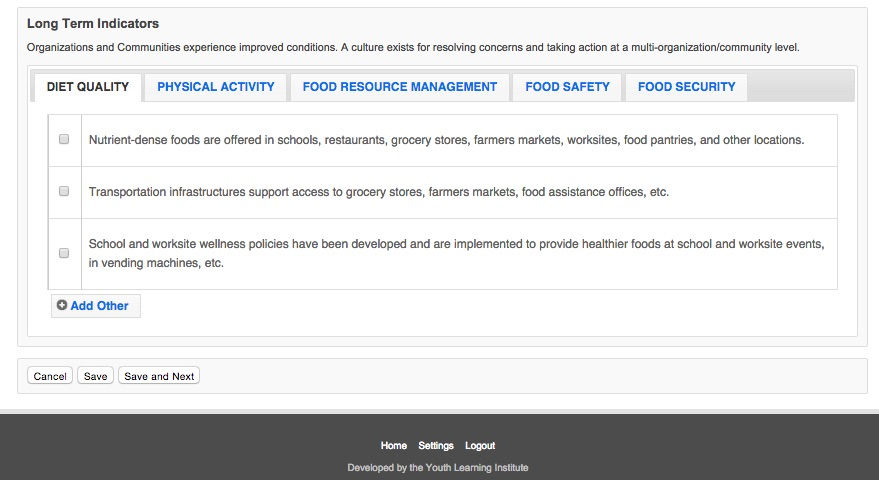 Long Term Indicators
Organizations and Communities experience improved conditions. A culture exists for resolving concerns and taking action at a multi-organization/community level.
DIET QUALITY PHYSICAL ACTIVITY FOOD RESOURCE MANAGEMENT FOOD SAFETY FOOD SECURITY
Nutrient-dense foods are offered in schools, restaurants, grocery stores, farmers markets, worksites, food pantries, and other locations.
Transportation infrastructures support access to grocery stores, farmers markets, food assistance offices, etc.
School and worksite wellness policies have been developed and are implemented to provide healthier foods at school and worksite events,
in vending machines, etc.
Add Other
Cancel Save Save and Next
Home Settings Logout
Developed by the Youth Learning Institute